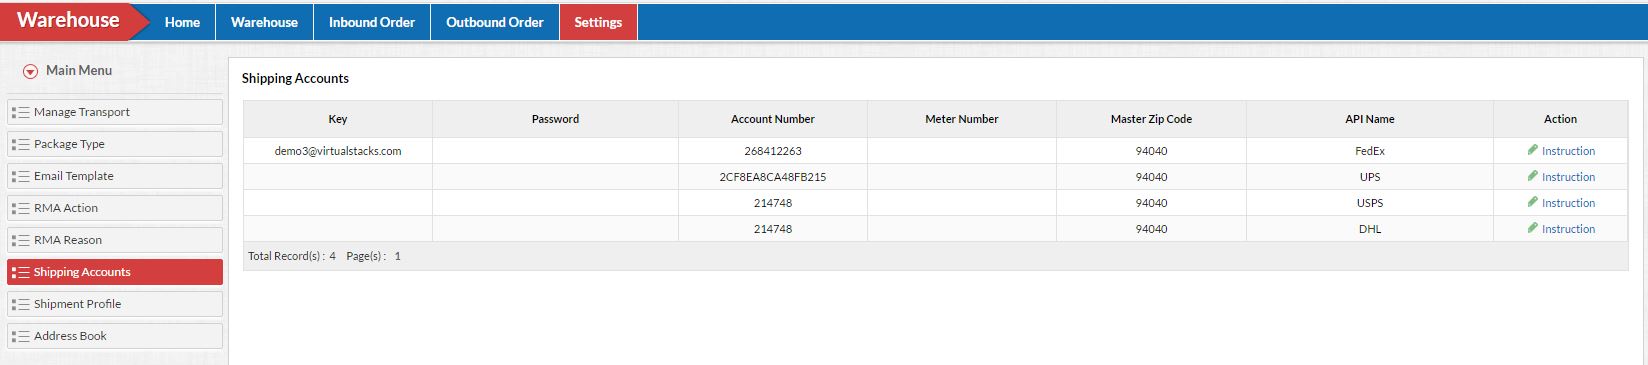 Warehouse Home Warehouse Inbound Order Outbound Order Settings
Main Menu
Manage Transport
Package Type
Email Template
RMA Action
RMA Reason
Shipping Accounts
Shipment Profile
Address Book
Shipping Accounts
Key Password Account Number Meter Number Master Zip Code API Name Action
demo3@virtualstacks.com 268412263 94040 FedEx Instruction
2CF8EA8CA48FB215 94040 UPS Instruction
214748 94040 USPS Instruction
214748 94040 DHL Instruction
Total Record(s) : 4 Page(s) : 1